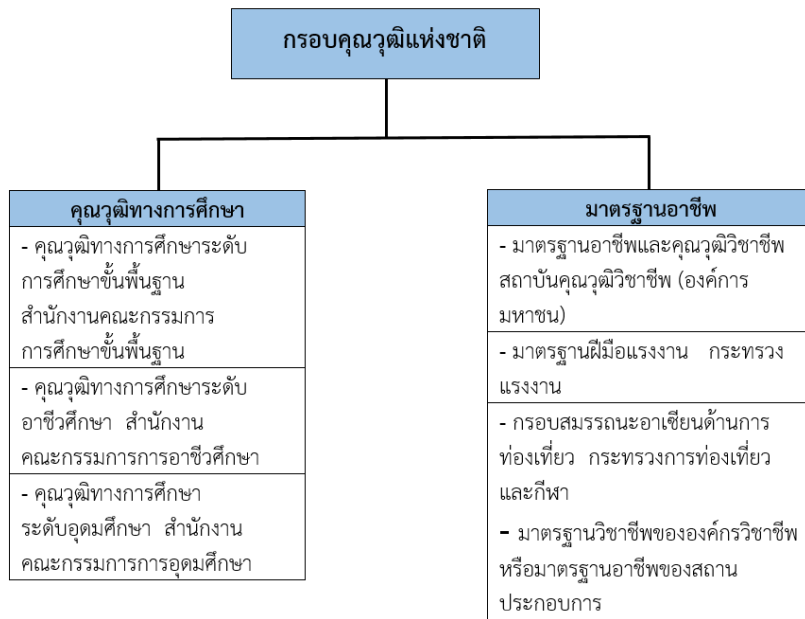 กรอบคุณวุฒิแห่งชาติ
คุณวุฒิทางการศึกษา
- คุณวุฒิทางการศึกษาระดับ
การศึกษาขั้นพื้นฐาน
สำนักงานคณะกรรมการ
การศึกษาขั้นพื้นฐาน
- คุณวุฒิทางการศึกษาระดับ
อาชีวศึกษา สำนักงาน
คณะกรรมการการอาชีวศึกษา
- คุณวุฒิทางการศึกษา
ระดับอุดมศึกษา สำนักงาน
คณะกรรมการการอุดมศึกษา
มาตรฐานอาชีพ
- มาตรฐานอาชีพและคุณวุฒิวิชาชีพ
สถาบันคุณวุฒิวิชาชีพ (องค์การ
มหาชน)
- มาตรฐานฝีมือแรงงาน กระทรวง
แรงงาน
- กรอบสมรรถนะอาเซียนด้านการ
ท่องเที่ยว กระทรวงการท่องเที่ยว
และกีฬา
- มาตรฐานวิชาชีพขององค์กรวิชาชีพ
หรือมาตรฐานอาชีพของสถาน
ประกอบการ